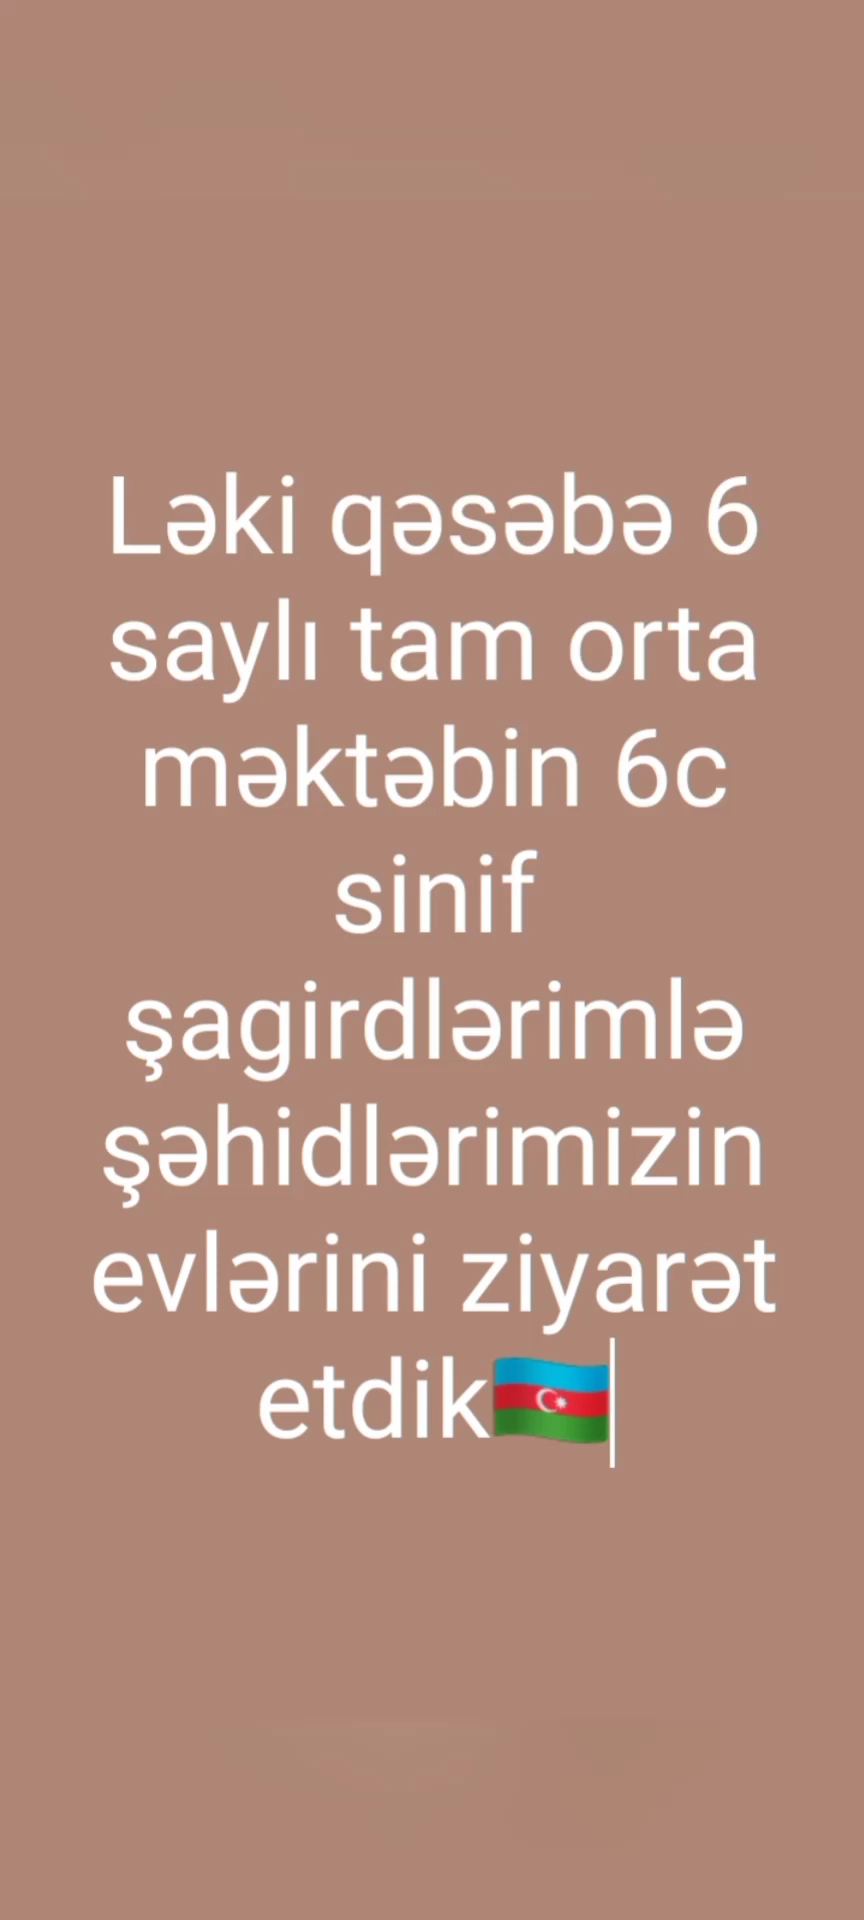 Ləki qəsəbə 6
saylı tam orta
məktəbin 6c
sinif
şagirdlərimlə
şəhidlərimizin
evlərini ziyarət
etdik🇦🇿